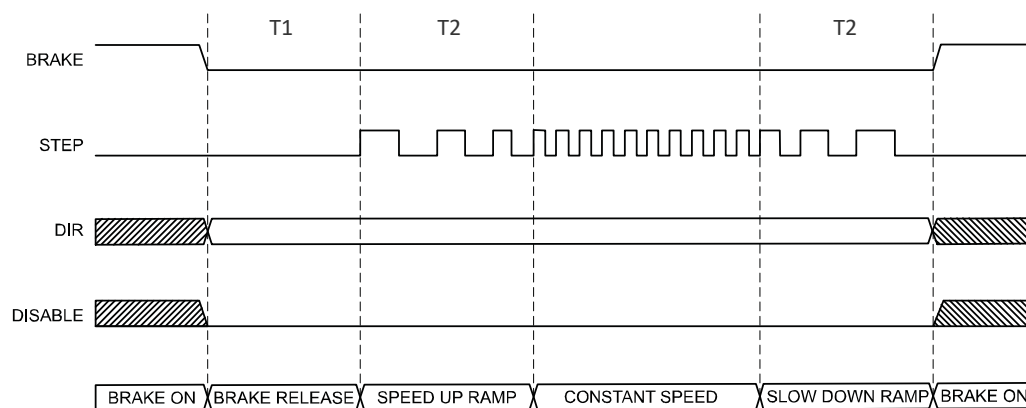 T1 T2 T2
BRAKE
STEP
DIR
DISABLE
BRAKE ON BRAKE RELEASE SPEED UP RAMP CONSTANT SPEED SLOW DOWN RAMP BRAKE ON